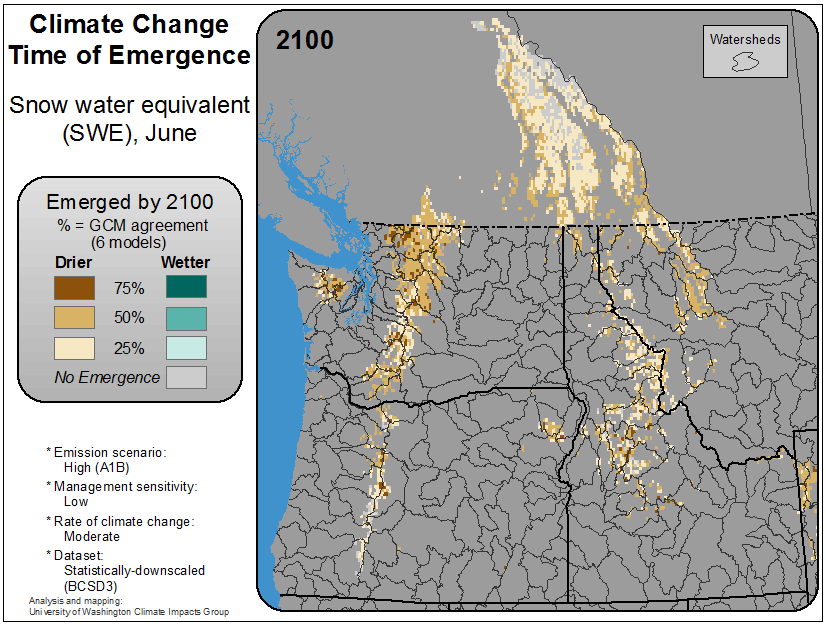 Climate Change
Time of Emergence
Snow water equivalent
(SWE), June
Emerged by 2100
% = GCM agreement
(6 models)
Drier Wetter
75%
50%
25%
No Emergence
* Emission scenario:
High (A1B)
* Management sensitivity:
Low
* Rate of climate change:
Moderate
* Dataset:
Statistically-downscaled
(BCSD3)
Analysis and mapping:
University of Washington Climate Impacts Group
2100
Watersheds